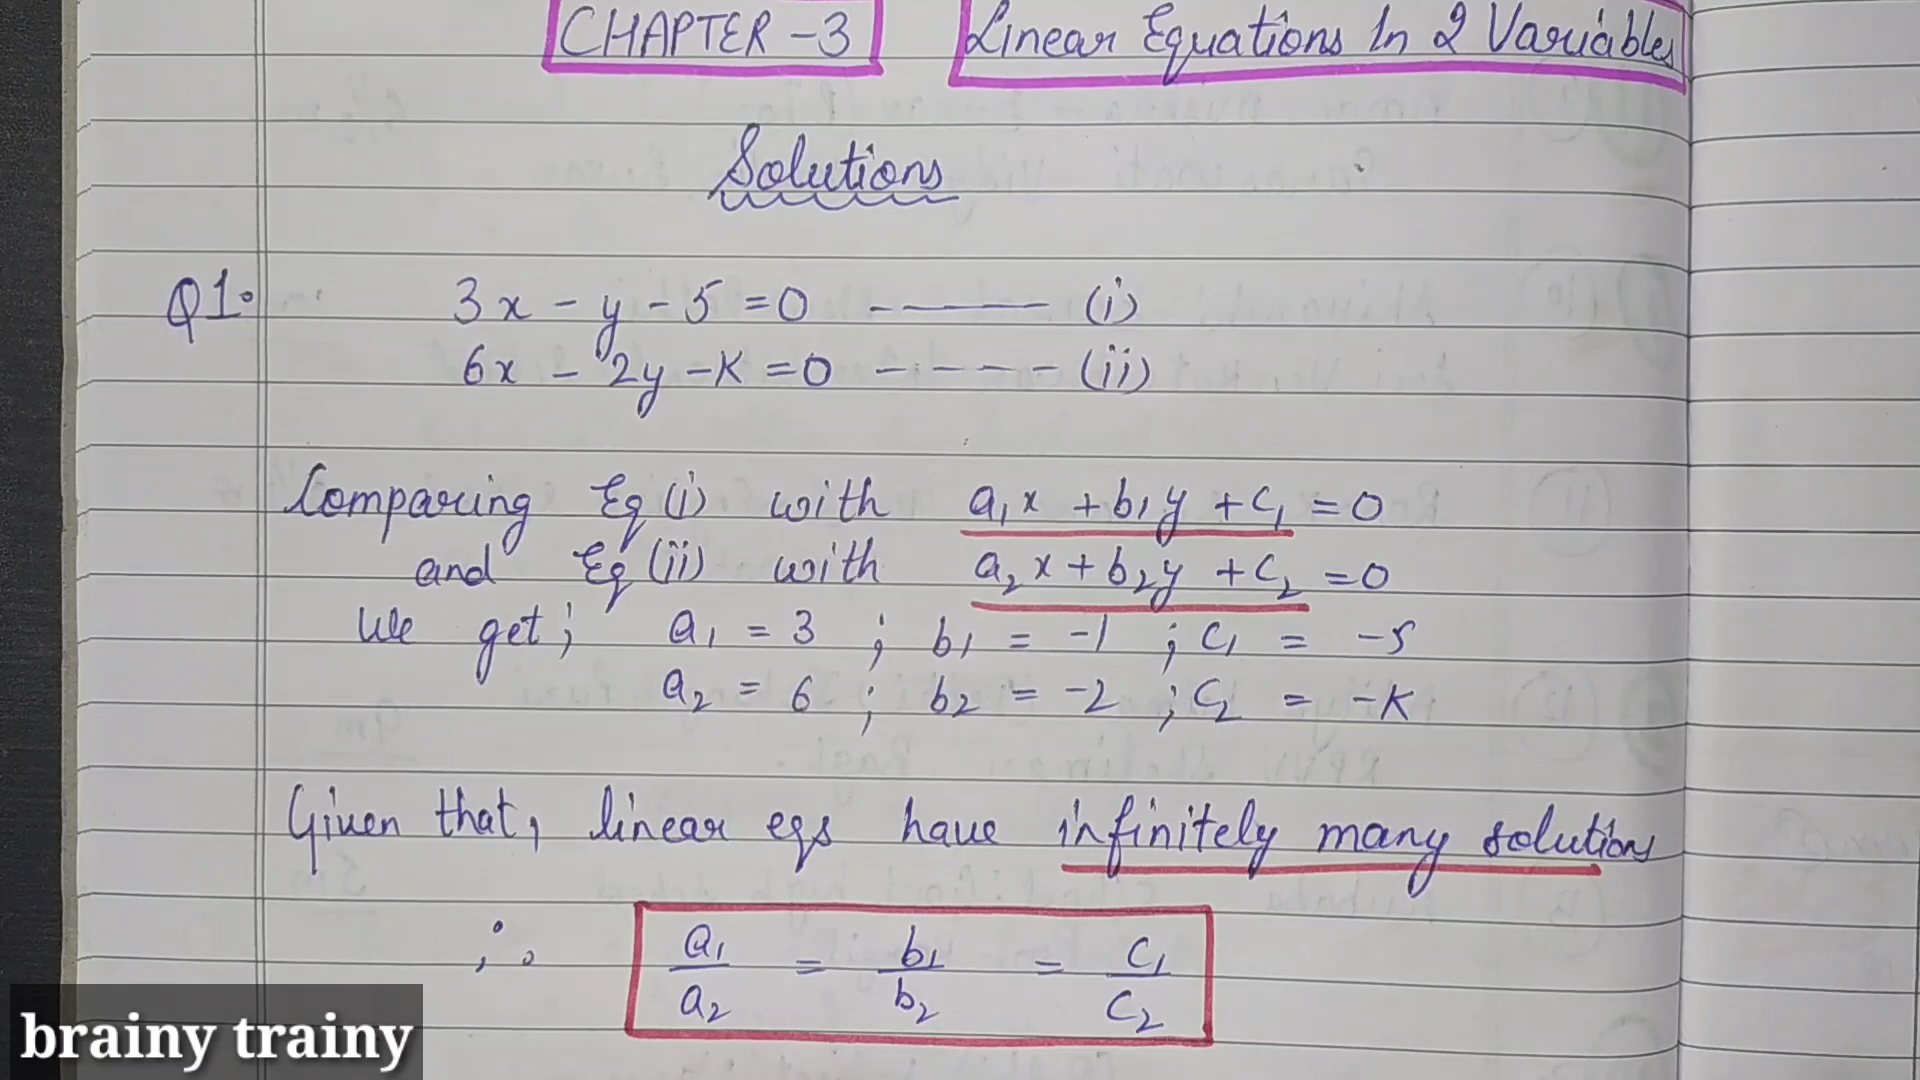 CHAPTER -3 Linear Equations In 2 Variables
Solutions
Q1. 3x - y - 5 = 0 ------ (i)
6x - 2y - K = 0 ------ (ii)
Comparing Eq (i) with a₁x + b₁y + c₁ = 0
and Eq (ii) with a₂x + b₂y + c₂ = 0
We get; a₁ = 3 ; b₁ = -1 ; c₁ = -5
a₂ = 6 ; b₂ = -2 ; c₂ = -K
Given that, linear eqs have infinitely many solutions
∴ a₁/a₂ = b₁/b₂ = c₁/c₂
brainy trainy